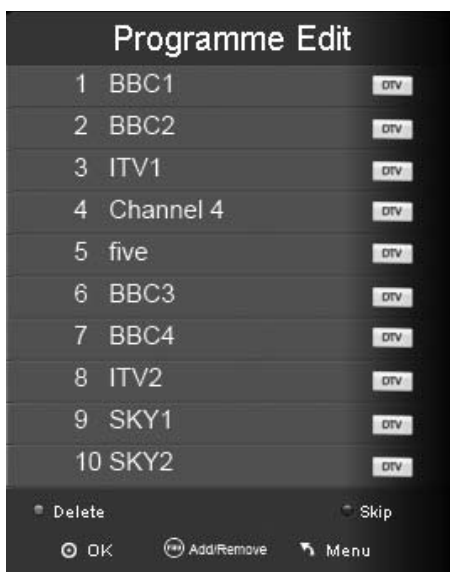 Programme Edit
1 BBC1 DTV
2 BBC2 DTV
3 ITV1 DTV
4 Channel 4 DTV
5 five DTV
6 BBC3 DTV
7 BBC4 DTV
8 ITV2 DTV
9 SKY1 DTV
10 SKY2 DTV
Delete Skip
OK FAV Add/Remove Menu